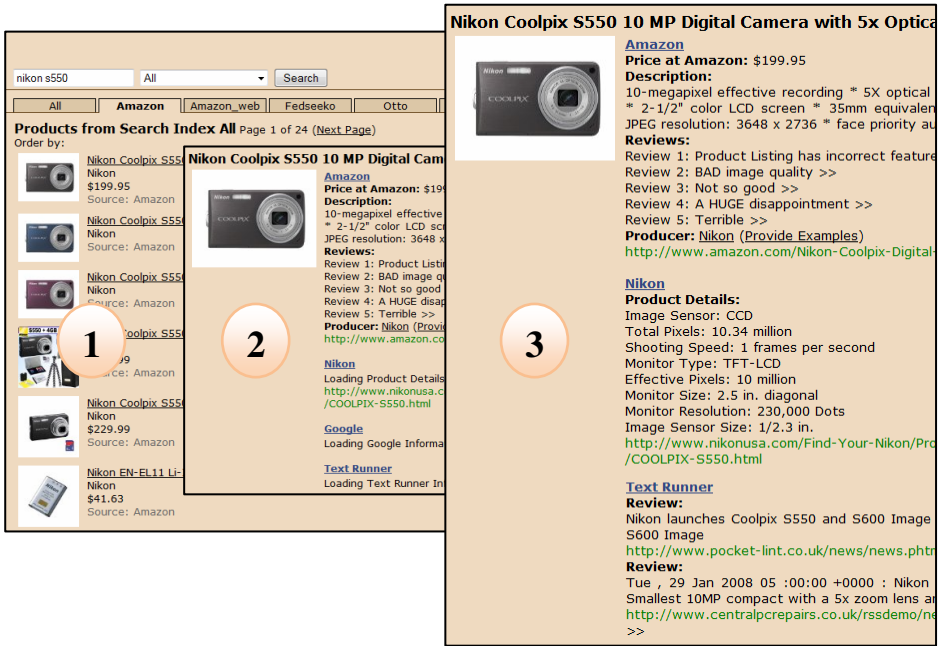 nikon s550
All
Search
All
Amazon
Amazon_web
Fedseeko
Otto
Products from Search Index All Page 1 of 24 (Next Page)
Order by:
Nikon Coolpix S550
Nikon
$199.95
Source: Amazon
Nikon Coolpix S550
Nikon
Source: Amazon
Nikon Coolpix S550
Nikon
Source: Amazon
S550 + 4GB
oolpix S55
99
ce: Amazon
1
Nikon Coolpix S550
Nikon
$229.99
Source: Amazon
Nikon EN-EL11 Li-
Nikon
$41.63
Source: Amazon
Nikon Coolpix S550 10 MP Digital Cam
Nikon
COOLPIX
Amazon
Price at Amazon: $199
Description:
10-megapixel effective
* 2-1/2" color LCD scr
JPEG resolution: 3648 x
Reviews:
Review 1: Product Listin
Review 2: BAD image qu
Review 3: Not so good
Review 4: A HUGE disap
Review 5: Terrible >>
Producer: Nikon (Provi
http://www.amazon.co
2
Nikon
Loading Product Details
http://www.nikonusa.c
/COOLPIX-S550.html
Google
Loading Google Informa
Text Runner
Loading Text Runner In
Nikon Coolpix S550 10 MP Digital Camera with 5x Optica
Nikon
COOLPIX
Amazon
Price at Amazon: $199.95
Description:
10-megapixel effective recording * 5X optical
* 2-1/2" color LCD screen * 35mm equivalen
JPEG resolution: 3648 x 2736 * face priority au
Reviews:
Review 1: Product Listing has incorrect feature
Review 2: BAD image quality >>
Review 3: Not so good >>
Review 4: A HUGE disappointment >>
Review 5: Terrible >>
Producer: Nikon (Provide Examples)
http://www.amazon.com/Nikon-Coolpix-Digital-
3
Nikon
Product Details:
Image Sensor: CCD
Total Pixels: 10.34 million
Shooting Speed: 1 frames per second
Monitor Type: TFT-LCD
Effective Pixels: 10 million
Monitor Size: 2.5 in. diagonal
Monitor Resolution: 230,000 Dots
Image Sensor Size: 1/2.3 in.
http://www.nikonusa.com/Find-Your-Nikon/Pro
/COOLPIX-S550.html
Text Runner
Review:
Nikon launches Coolpix S550 and S600 Image
S600 Image
http://www.pocket-lint.co.uk/news/news.phtm
Review:
Tue , 29 Jan 2008 05 :00:00 +0000 : Nikon
Smallest 10MP compact with a 5x zoom lens an
http://www.centralpcrepairs.co.uk/rssdemo/ne
>>